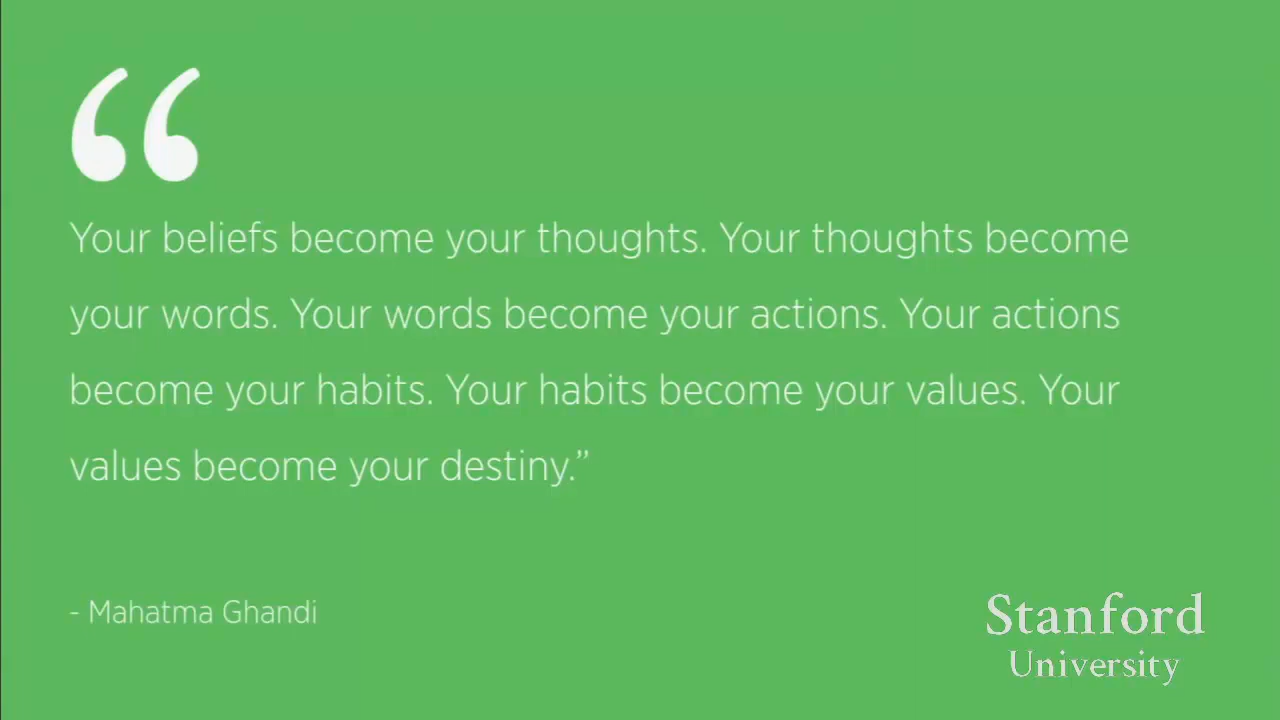 “
Your beliefs become your thoughts. Your thoughts become
your words. Your words become your actions. Your actions
become your habits. Your habits become your values. Your
values become your destiny.”
- Mahatma Ghandi
Stanford
University